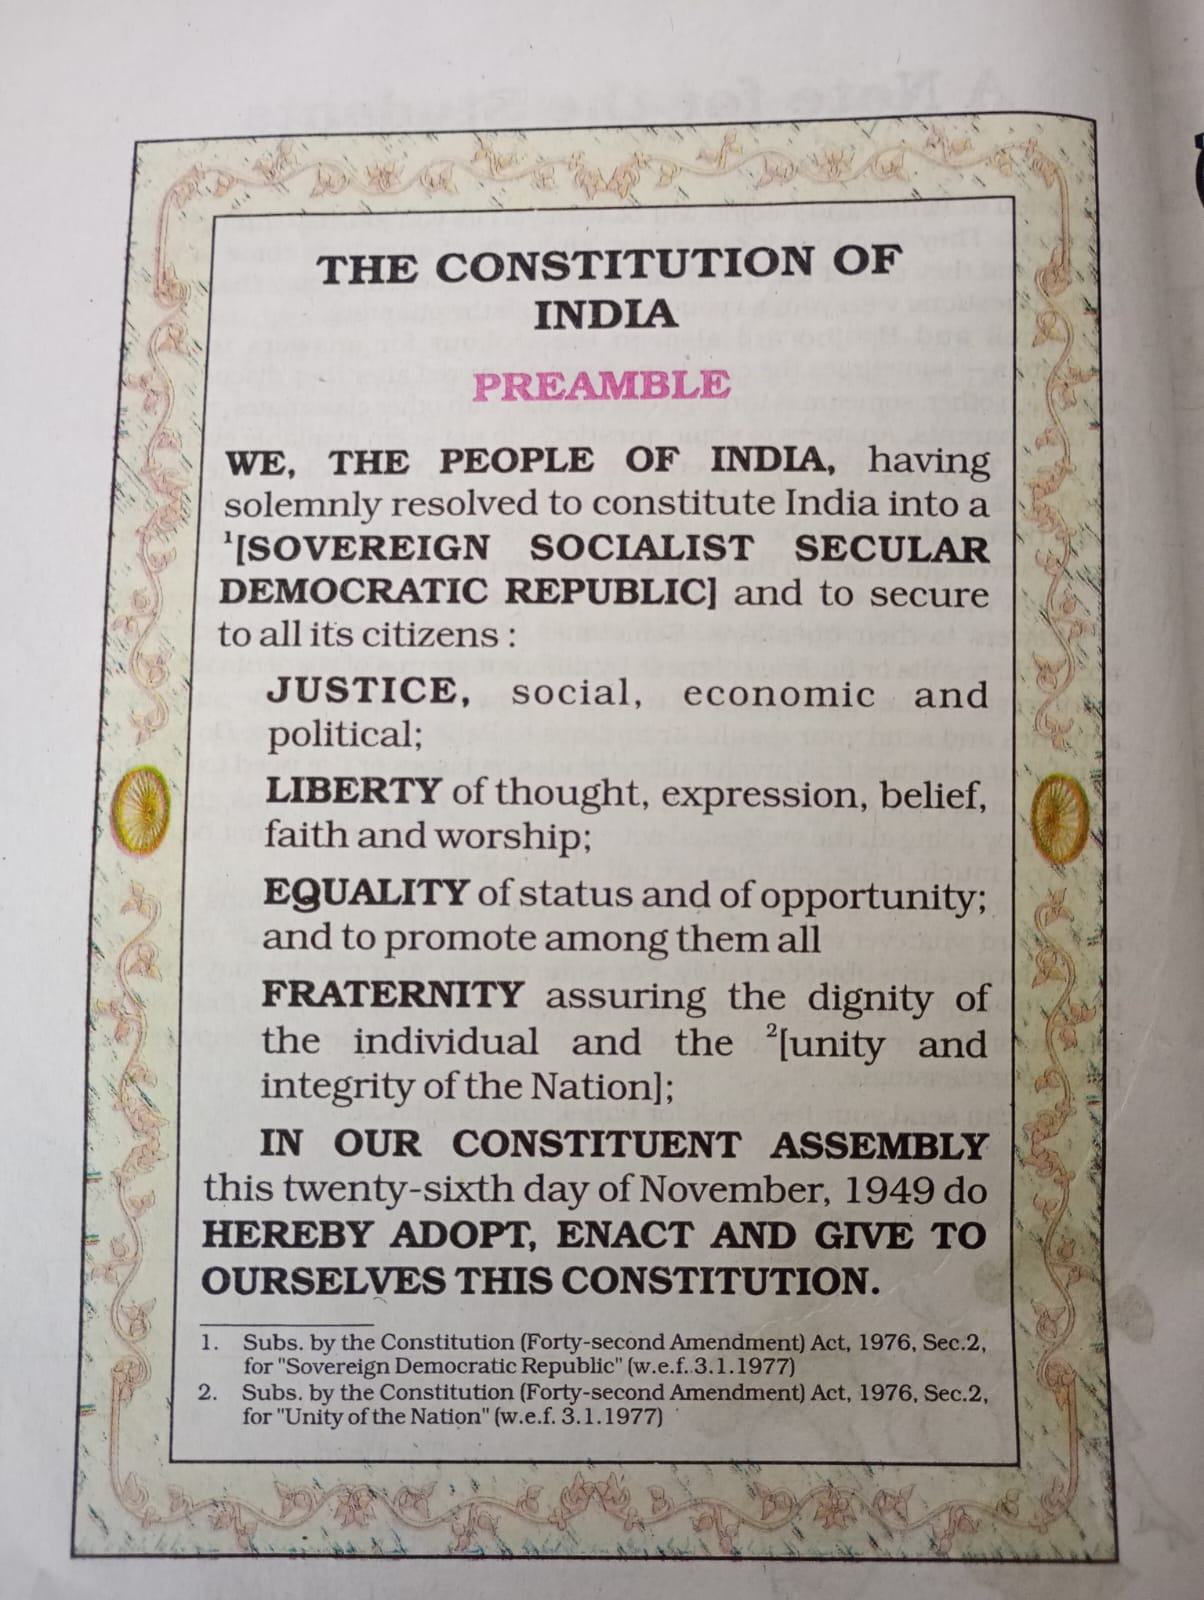 THE CONSTITUTION OF
INDIA
PREAMBLE
WE, THE PEOPLE OF INDIA, having
solemnly resolved to constitute India into a
¹[SOVEREIGN SOCIALIST SECULAR
DEMOCRATIC REPUBLIC] and to secure
to all its citizens :
JUSTICE, social, economic and
political;
LIBERTY of thought, expression, belief,
faith and worship;
EQUALITY of status and of opportunity;
and to promote among them all
FRATERNITY assuring the dignity of
the individual and the ²[unity and
integrity of the Nation];
IN OUR CONSTITUENT ASSEMBLY
this twenty-sixth day of November, 1949 do
HEREBY ADOPT, ENACT AND GIVE TO
OURSELVES THIS CONSTITUTION.
1. Subs. by the Constitution (Forty-second Amendment) Act, 1976, Sec.2,
for "Sovereign Democratic Republic" (w.e.f. 3.1.1977)
2. Subs. by the Constitution (Forty-second Amendment) Act, 1976, Sec.2,
for "Unity of the Nation" (w.e.f. 3.1.1977)